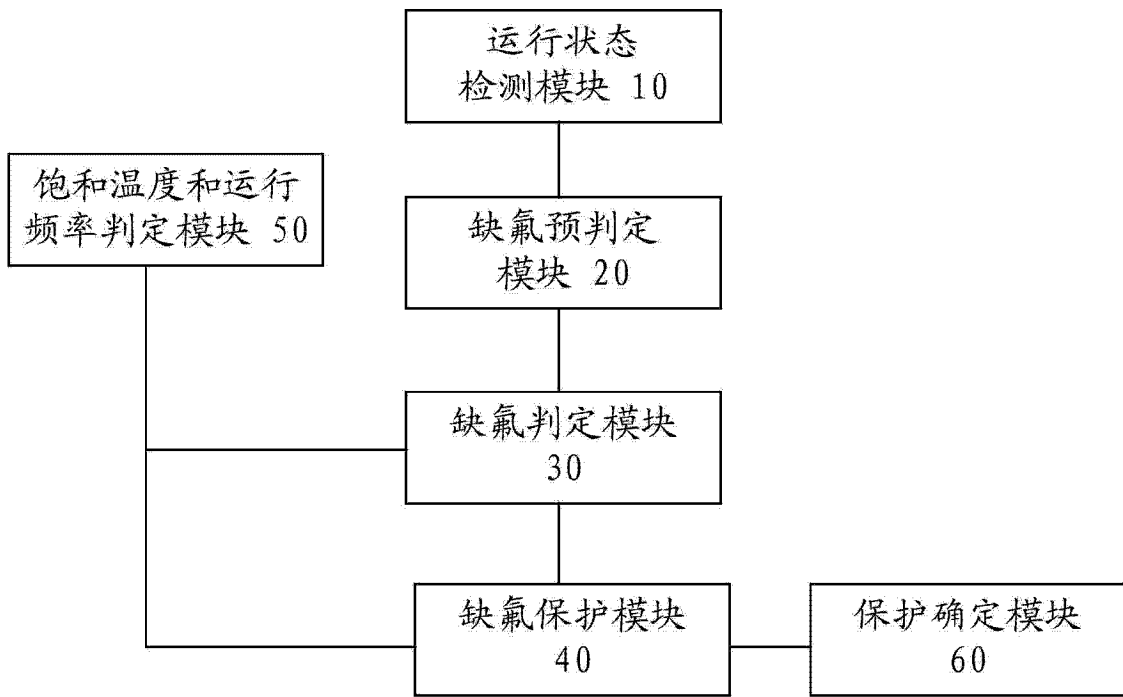 运行状态
检测模块 10
饱和温度和运行
频率判定模块 50
缺氟预判定
模块 20
缺氟判定模块
30
缺氟保护模块
40
保护确定模块
60